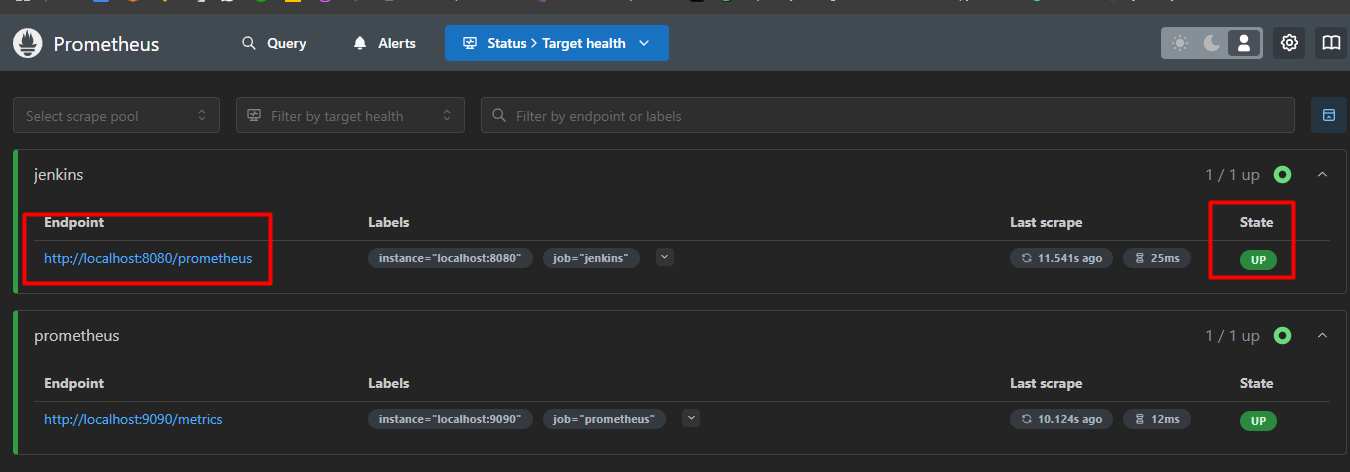 Prometheus Query Alerts Status > Target health
Select scrape pool Filter by target health Filter by endpoint or labels
jenkins 1 / 1 up
Endpoint Labels Last scrape State
http://localhost:8080/prometheus instance="localhost:8080" job="jenkins" 11.541s ago 25ms UP
prometheus 1 / 1 up
Endpoint Labels Last scrape State
http://localhost:9090/metrics instance="localhost:9090" job="prometheus" 10.124s ago 12ms UP